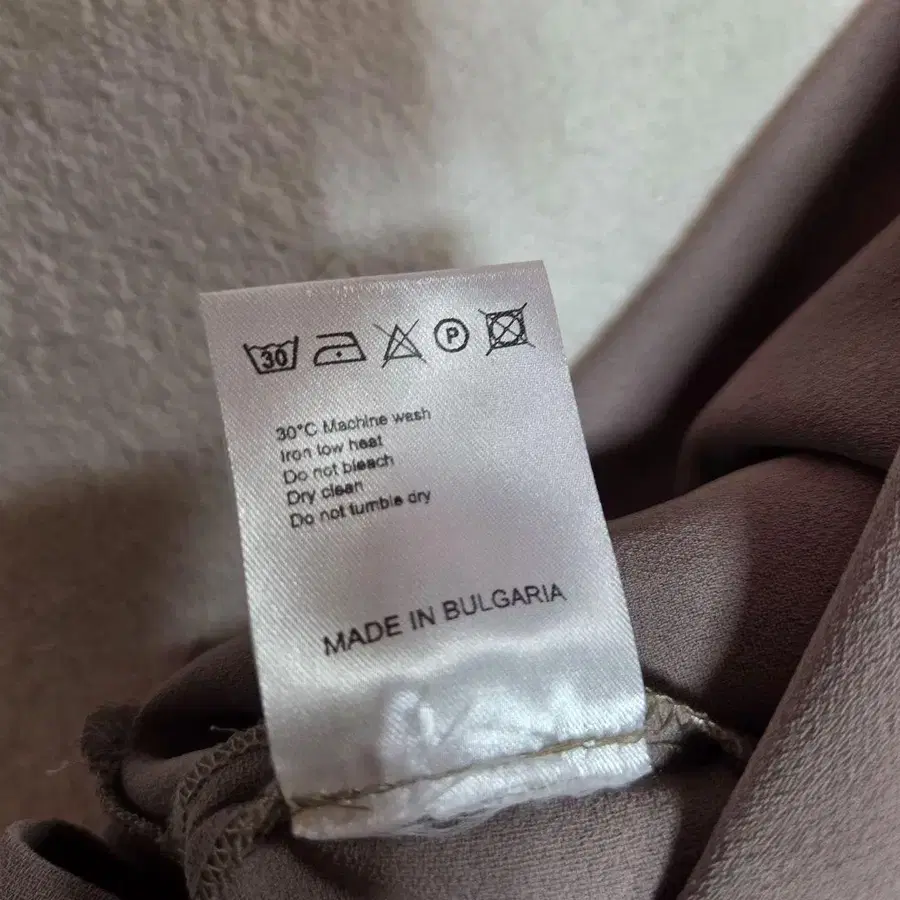 30 P
30°C Machine wash
Iron low heat
Do not bleach
Dry clean
Do not tumble dry
MADE IN BULGARIA